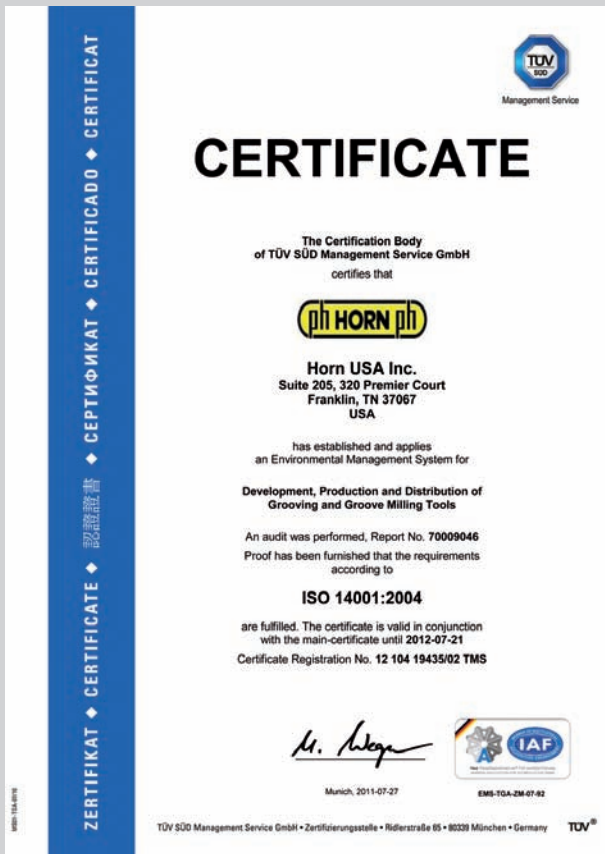 TÜV
SÜD
Management Service
CERTIFICATE
The Certification Body
of TÜV SÜD Management Service GmbH
certifies that
ph HORN ph
Horn USA Inc.
Suite 205, 320 Premier Court
Franklin, TN 37067
USA
has established and applies
an Environmental Management System for
Development, Production and Distribution of
Grooving and Groove Milling Tools
An audit was performed, Report No. 70009046
Proof has been furnished that the requirements
according to
ISO 14001:2004
are fulfilled. The certificate is valid in conjunction
with the main-certificate until 2012-07-21
Certificate Registration No. 12 104 19435/02 TMS
Munich, 2011-07-27
IAF
EMS-TGA-ZM-07-92
TÜV SÜD Management Service GmbH • Zertifizierungsstelle • Ridlerstraße 65 • 80339 München • Germany
TÜV®
ZERTIFIKAT ◆ CERTIFICATE ◆ 認證證書 ◆ СЕРТИФИКАТ ◆ CERTIFICADO ◆ CERTIFICAT